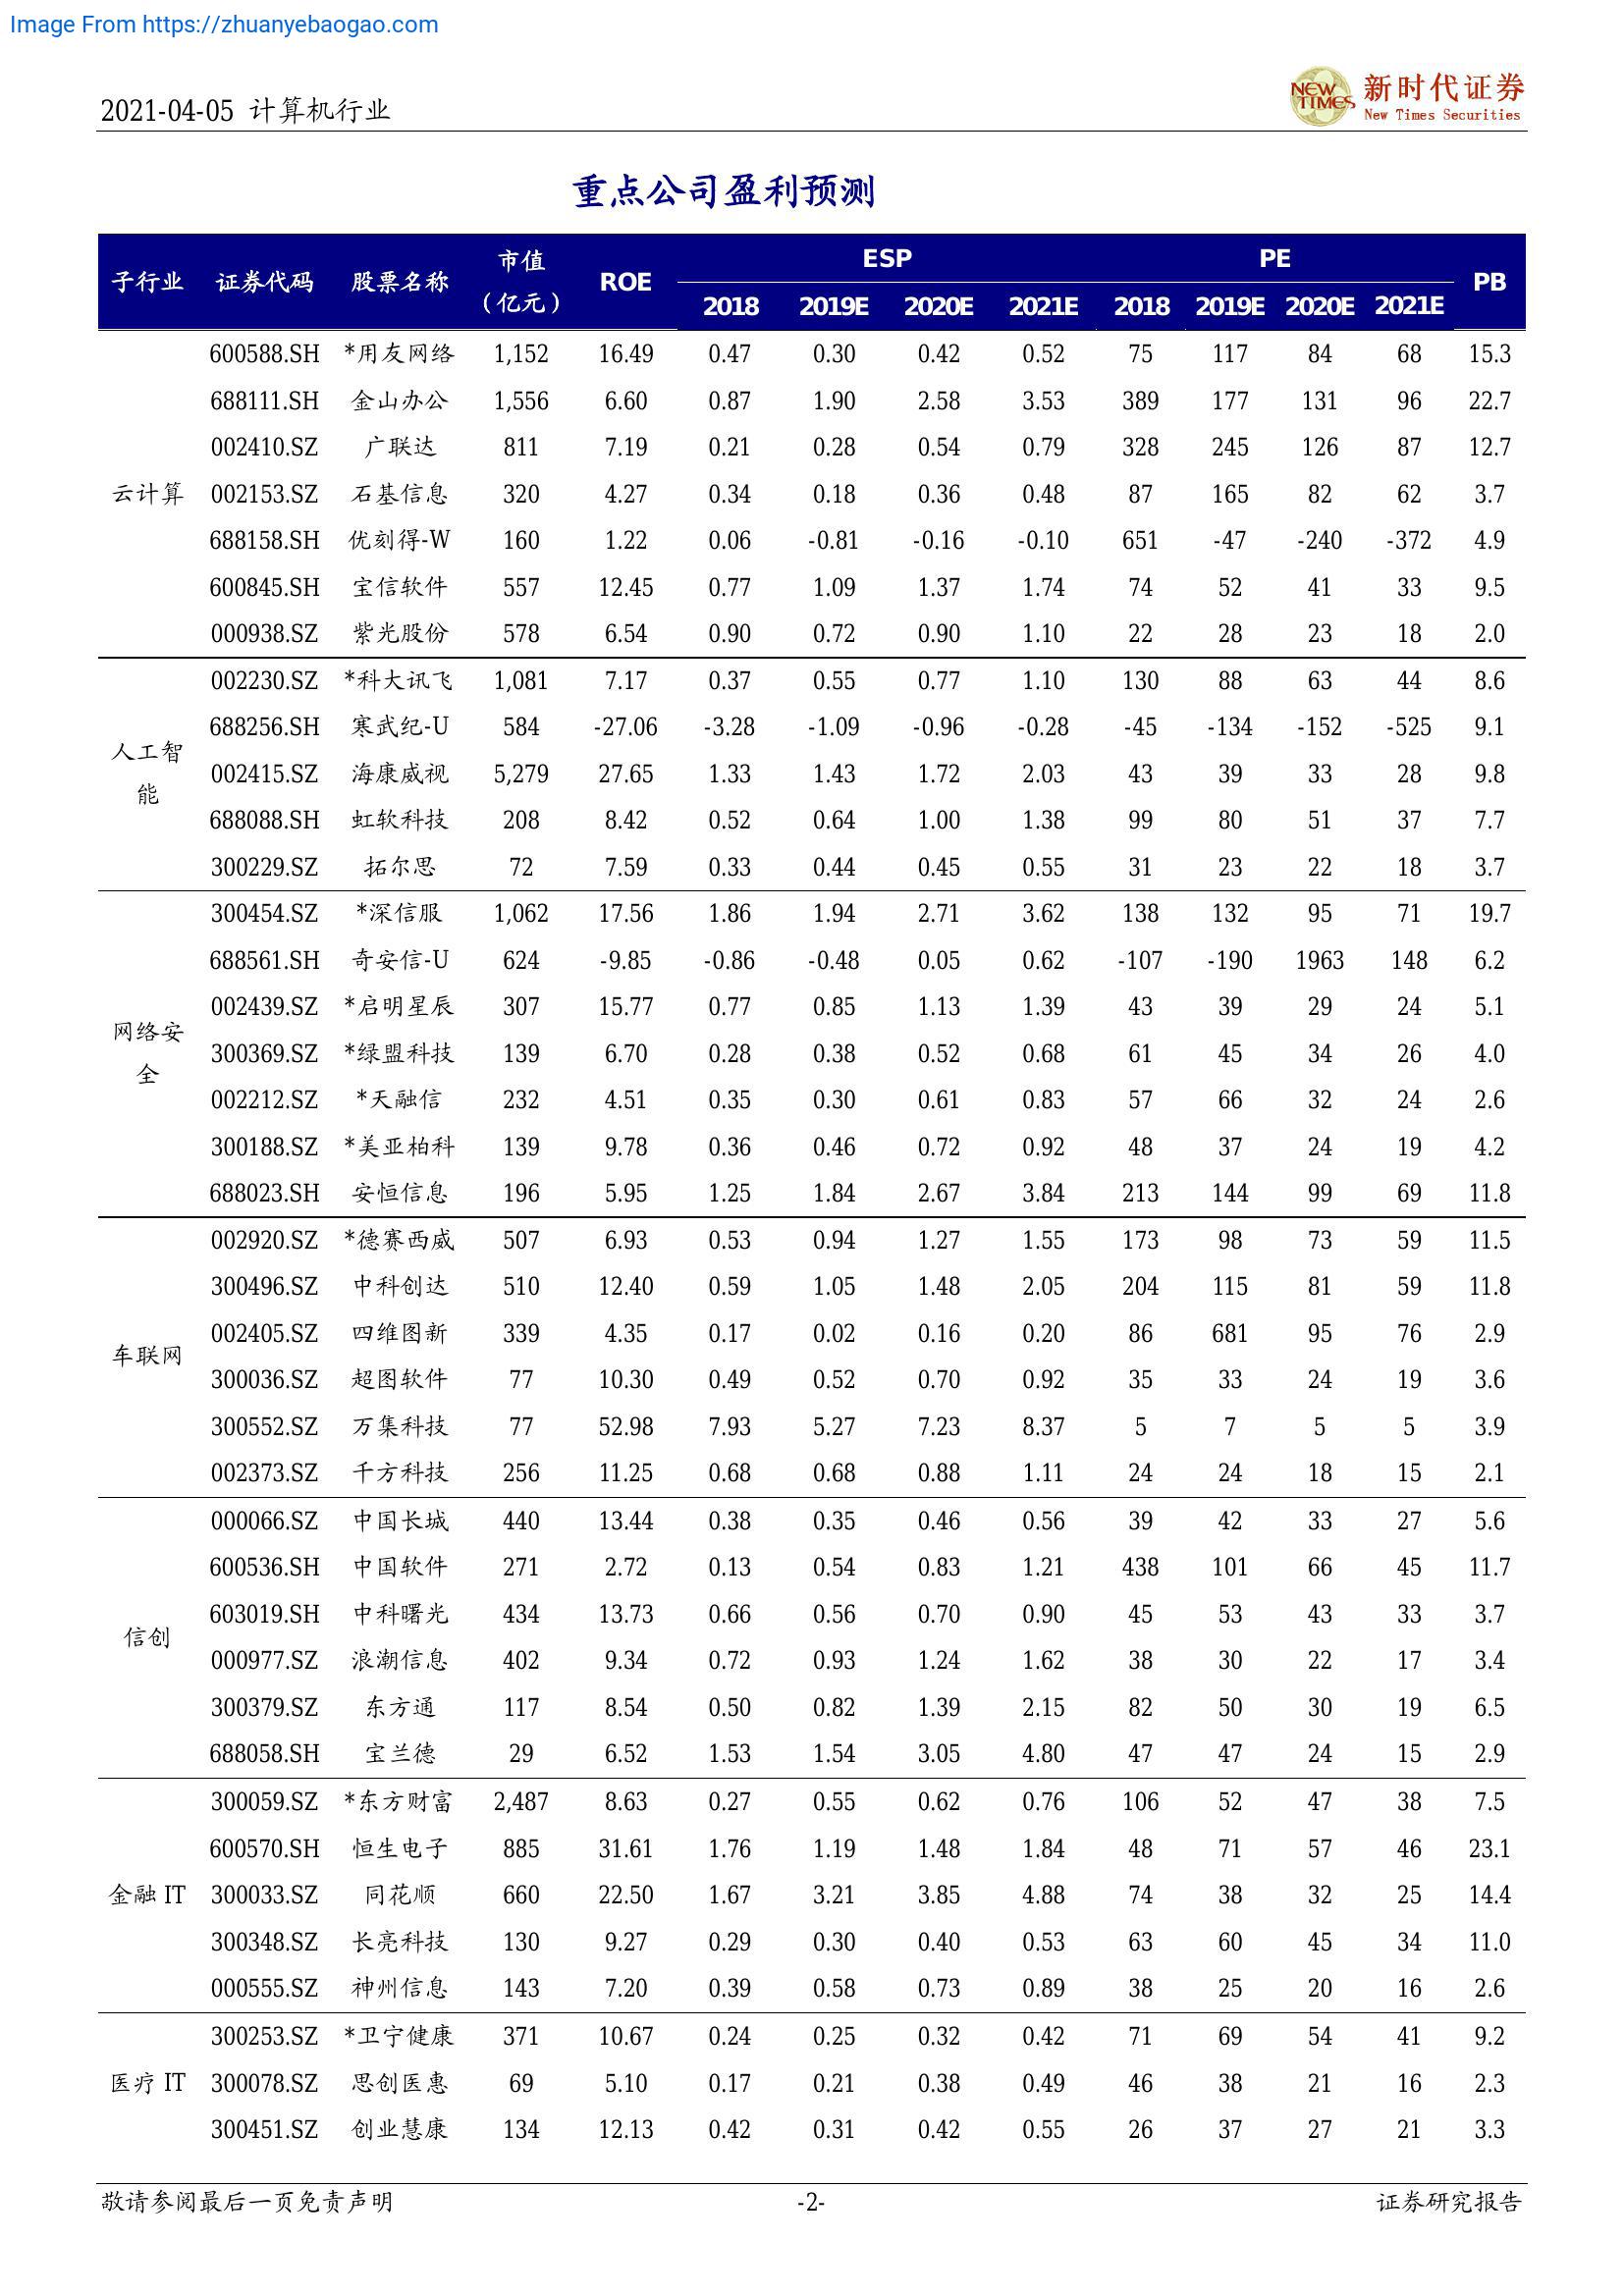 Image From https://zhuanyebaogao.com
2021-04-05 计算机行业
NEW TIMES 新时代证券
New Times Securities
重点公司盈利预测
子行业 证券代码 股票名称 市值（亿元） ROE ESP PE PB
2018 2019E 2020E 2021E 2018 2019E 2020E 2021E
600588.SH *用友网络 1,152 16.49 0.47 0.30 0.42 0.52 75 117 84 68 15.3
688111.SH 金山办公 1,556 6.60 0.87 1.90 2.58 3.53 389 177 131 96 22.7
002410.SZ 广联达 811 7.19 0.21 0.28 0.54 0.79 328 245 126 87 12.7
云计算 002153.SZ 石基信息 320 4.27 0.34 0.18 0.36 0.48 87 165 82 62 3.7
688158.SH 优刻得-W 160 1.22 0.06 -0.81 -0.16 -0.10 651 -47 -240 -372 4.9
600845.SH 宝信软件 557 12.45 0.77 1.09 1.37 1.74 74 52 41 33 9.5
000938.SZ 紫光股份 578 6.54 0.90 0.72 0.90 1.10 22 28 23 18 2.0
002230.SZ *科大讯飞 1,081 7.17 0.37 0.55 0.77 1.10 130 88 63 44 8.6
688256.SH 寒武纪-U 584 -27.06 -3.28 -1.09 -0.96 -0.28 -45 -134 -152 -525 9.1
人工智能 002415.SZ 海康威视 5,279 27.65 1.33 1.43 1.72 2.03 43 39 33 28 9.8
688088.SH 虹软科技 208 8.42 0.52 0.64 1.00 1.38 99 80 51 37 7.7
300229.SZ 拓尔思 72 7.59 0.33 0.44 0.45 0.55 31 23 22 18 3.7
300454.SZ *深信服 1,062 17.56 1.86 1.94 2.71 3.62 138 132 95 71 19.7
688561.SH 奇安信-U 624 -9.85 -0.86 -0.48 0.05 0.62 -107 -190 1963 148 6.2
002439.SZ *启明星辰 307 15.77 0.77 0.85 1.13 1.39 43 39 29 24 5.1
网络安全 300369.SZ *绿盟科技 139 6.70 0.28 0.38 0.52 0.68 61 45 34 26 4.0
002212.SZ *天融信 232 4.51 0.35 0.30 0.61 0.83 57 66 32 24 2.6
300188.SZ *美亚柏科 139 9.78 0.36 0.46 0.72 0.92 48 37 24 19 4.2
688023.SH 安恒信息 196 5.95 1.25 1.84 2.67 3.84 213 144 99 69 11.8
002920.SZ *德赛西威 507 6.93 0.53 0.94 1.27 1.55 173 98 73 59 11.5
300496.SZ 中科创达 510 12.40 0.59 1.05 1.48 2.05 204 115 81 59 11.8
002405.SZ 四维图新 339 4.35 0.17 0.02 0.16 0.20 86 681 95 76 2.9
车联网 300036.SZ 超图软件 77 10.30 0.49 0.52 0.70 0.92 35 33 24 19 3.6
300552.SZ 万集科技 77 52.98 7.93 5.27 7.23 8.37 5 7 5 5 3.9
002373.SZ 千方科技 256 11.25 0.68 0.68 0.88 1.11 24 24 18 15 2.1
000066.SZ 中国长城 440 13.44 0.38 0.35 0.46 0.56 39 42 33 27 5.6
600536.SH 中国软件 271 2.72 0.13 0.54 0.83 1.21 438 101 66 45 11.7
603019.SH 中科曙光 434 13.73 0.66 0.56 0.70 0.90 45 53 43 33 3.7
信创 000977.SZ 浪潮信息 402 9.34 0.72 0.93 1.24 1.62 38 30 22 17 3.4
300379.SZ 东方通 117 8.54 0.50 0.82 1.39 2.15 82 50 30 19 6.5
688058.SH 宝兰德 29 6.52 1.53 1.54 3.05 4.80 47 47 24 15 2.9
300059.SZ *东方财富 2,487 8.63 0.27 0.55 0.62 0.76 106 52 47 38 7.5
600570.SH 恒生电子 885 31.61 1.76 1.19 1.48 1.84 48 71 57 46 23.1
金融 IT 300033.SZ 同花顺 660 22.50 1.67 3.21 3.85 4.88 74 38 32 25 14.4
300348.SZ 长亮科技 130 9.27 0.29 0.30 0.40 0.53 63 60 45 34 11.0
000555.SZ 神州信息 143 7.20 0.39 0.58 0.73 0.89 38 25 20 16 2.6
300253.SZ *卫宁健康 371 10.67 0.24 0.25 0.32 0.42 71 69 54 41 9.2
医疗 IT 300078.SZ 思创医惠 69 5.10 0.17 0.21 0.38 0.49 46 38 21 16 2.3
300451.SZ 创业慧康 134 12.13 0.42 0.31 0.42 0.55 26 37 27 21 3.3
敬请参阅最后一页免责声明 -2- 证券研究报告